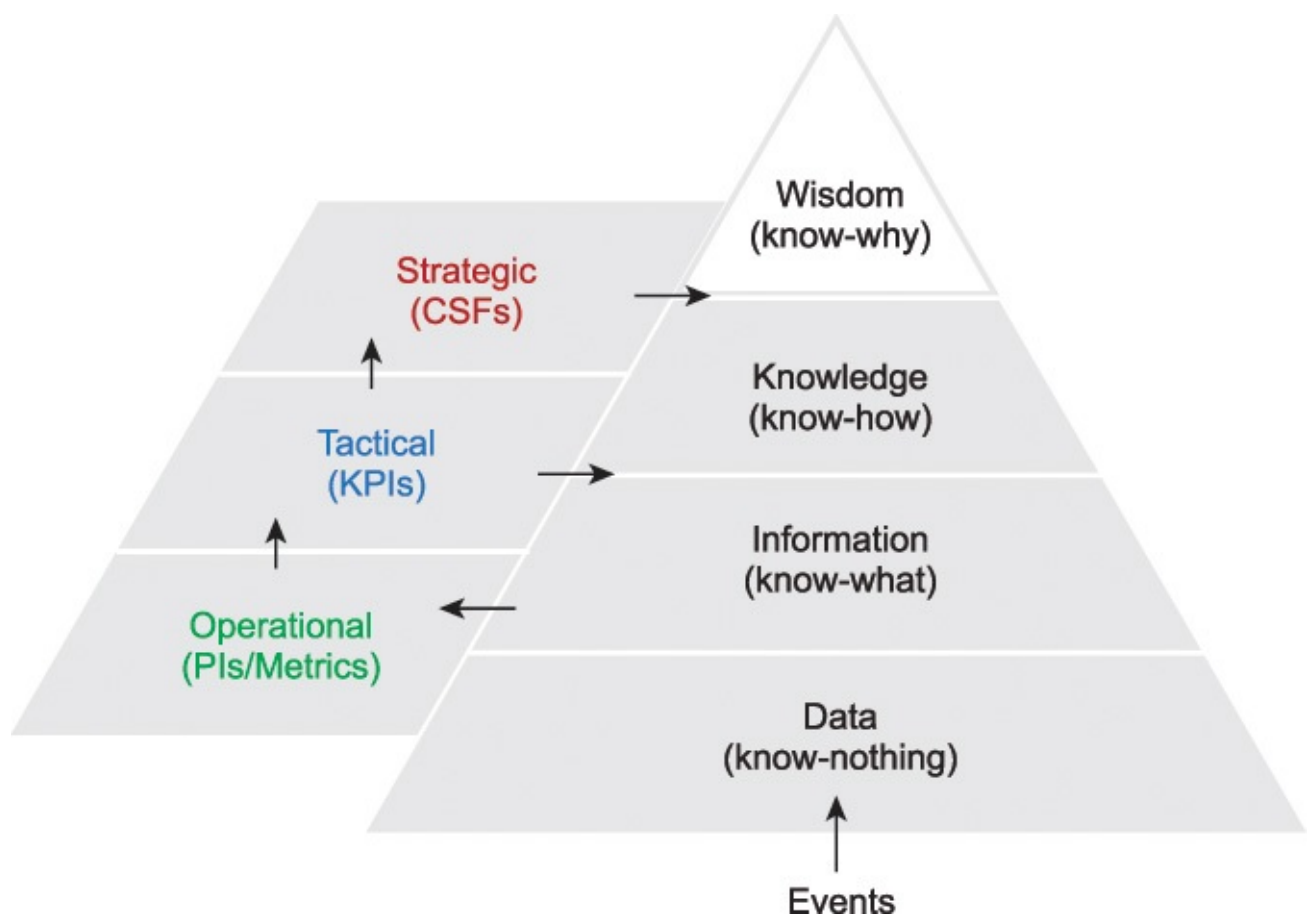 Wisdom
(know-why)
Strategic
(CSFs)
Knowledge
(know-how)
Tactical
(KPIs)
Information
(know-what)
Operational
(PIs/Metrics)
Data
(know-nothing)
Events